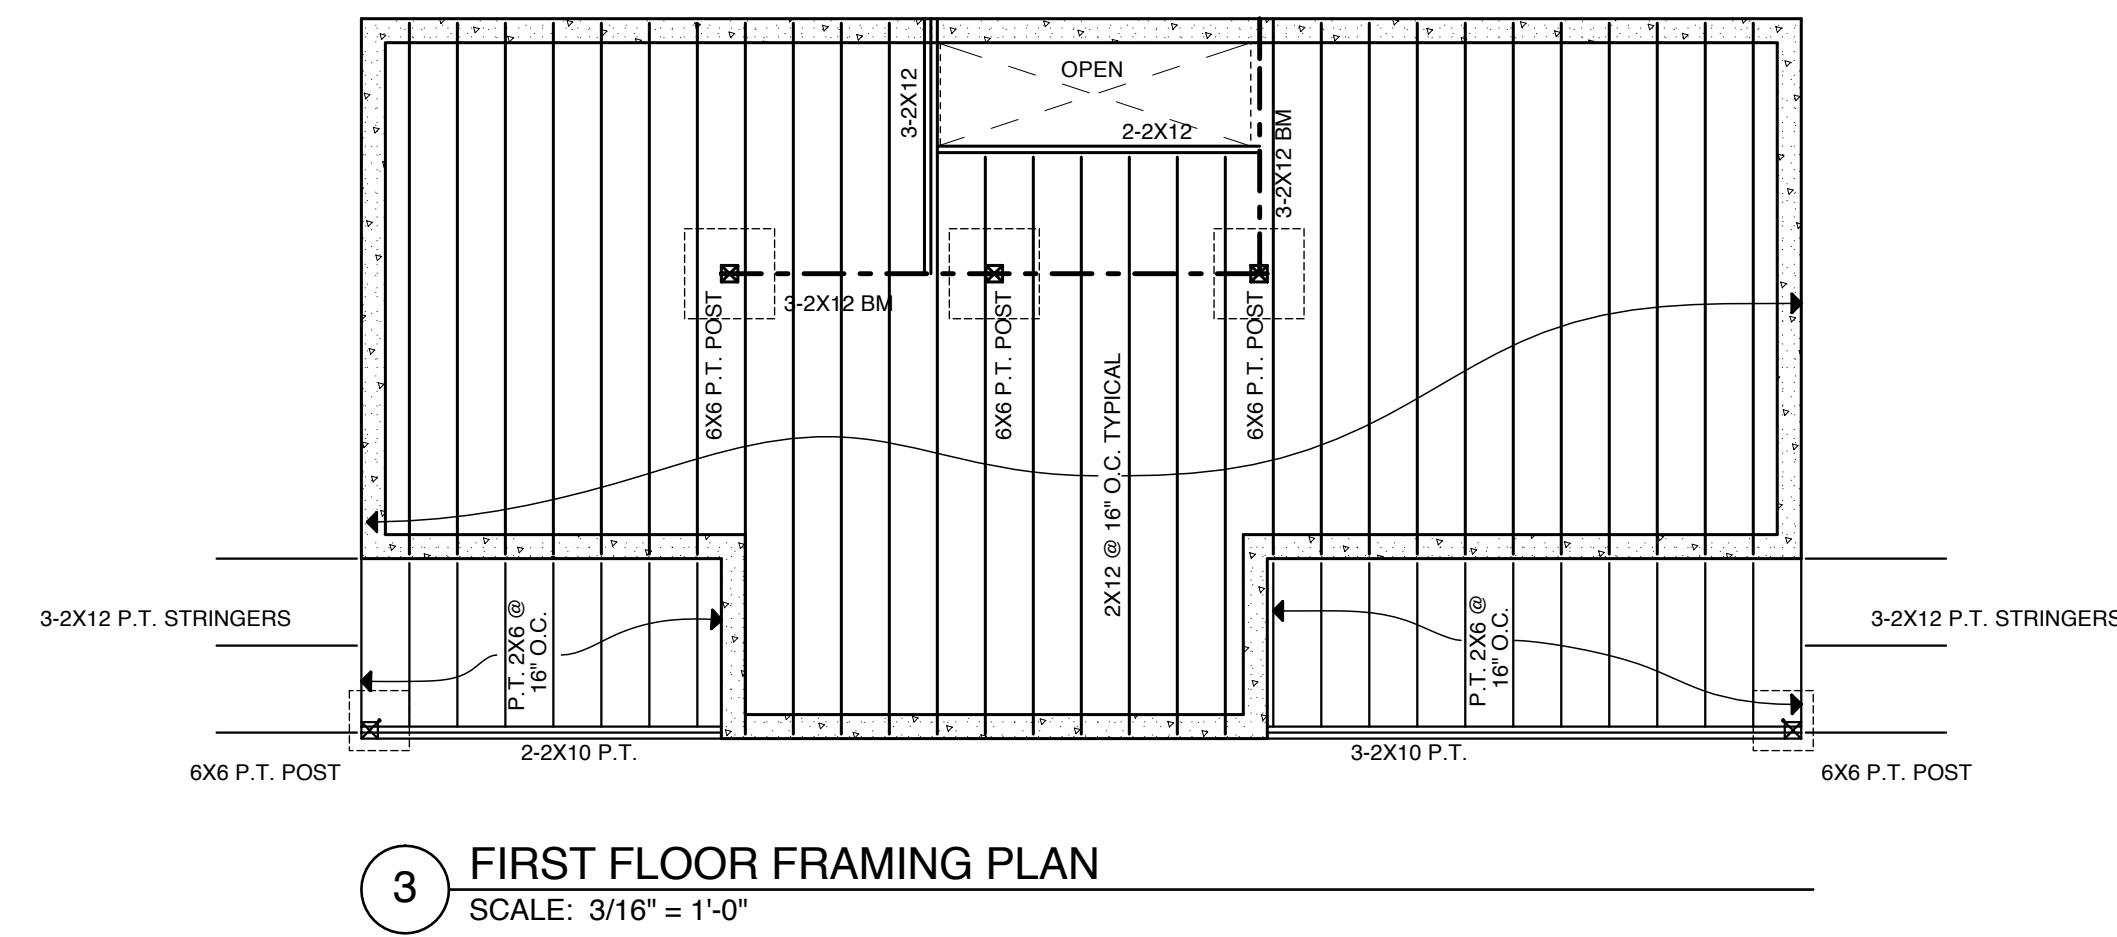 OPEN
3-2X12
2-2X12
3-2X12 BM
3-2X12 BM
6X6 P.T. POST
6X6 P.T. POST
6X6 P.T. POST
2X12 @ 16" O.C. TYPICAL
3-2X12 P.T. STRINGERS
P.T. 2X6 @
16" O.C.
P.T. 2X6 @
16" O.C.
3-2X12 P.T. STRINGERS
2-2X10 P.T.
3-2X10 P.T.
6X6 P.T. POST
6X6 P.T. POST
3
FIRST FLOOR FRAMING PLAN
SCALE: 3/16" = 1'-0"